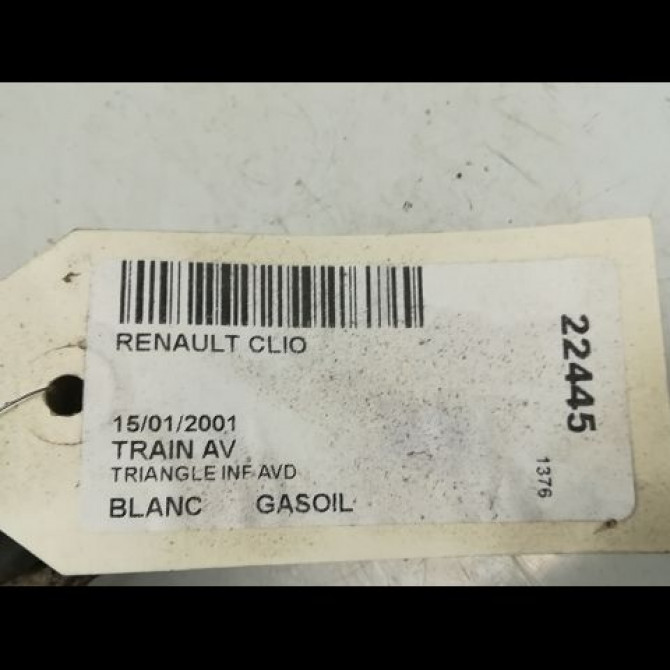 RENAULT CLIO
15/01/2001
TRAIN AV
TRIANGLE INF AVD
BLANC GASOIL
22445
1376